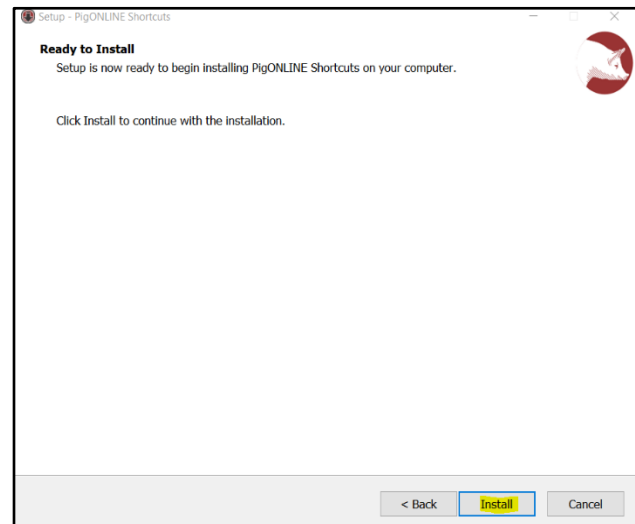 Setup - PigONLINE Shortcuts
Ready to Install
Setup is now ready to begin installing PigONLINE Shortcuts on your computer.
Click Install to continue with the installation.
< Back Install Cancel